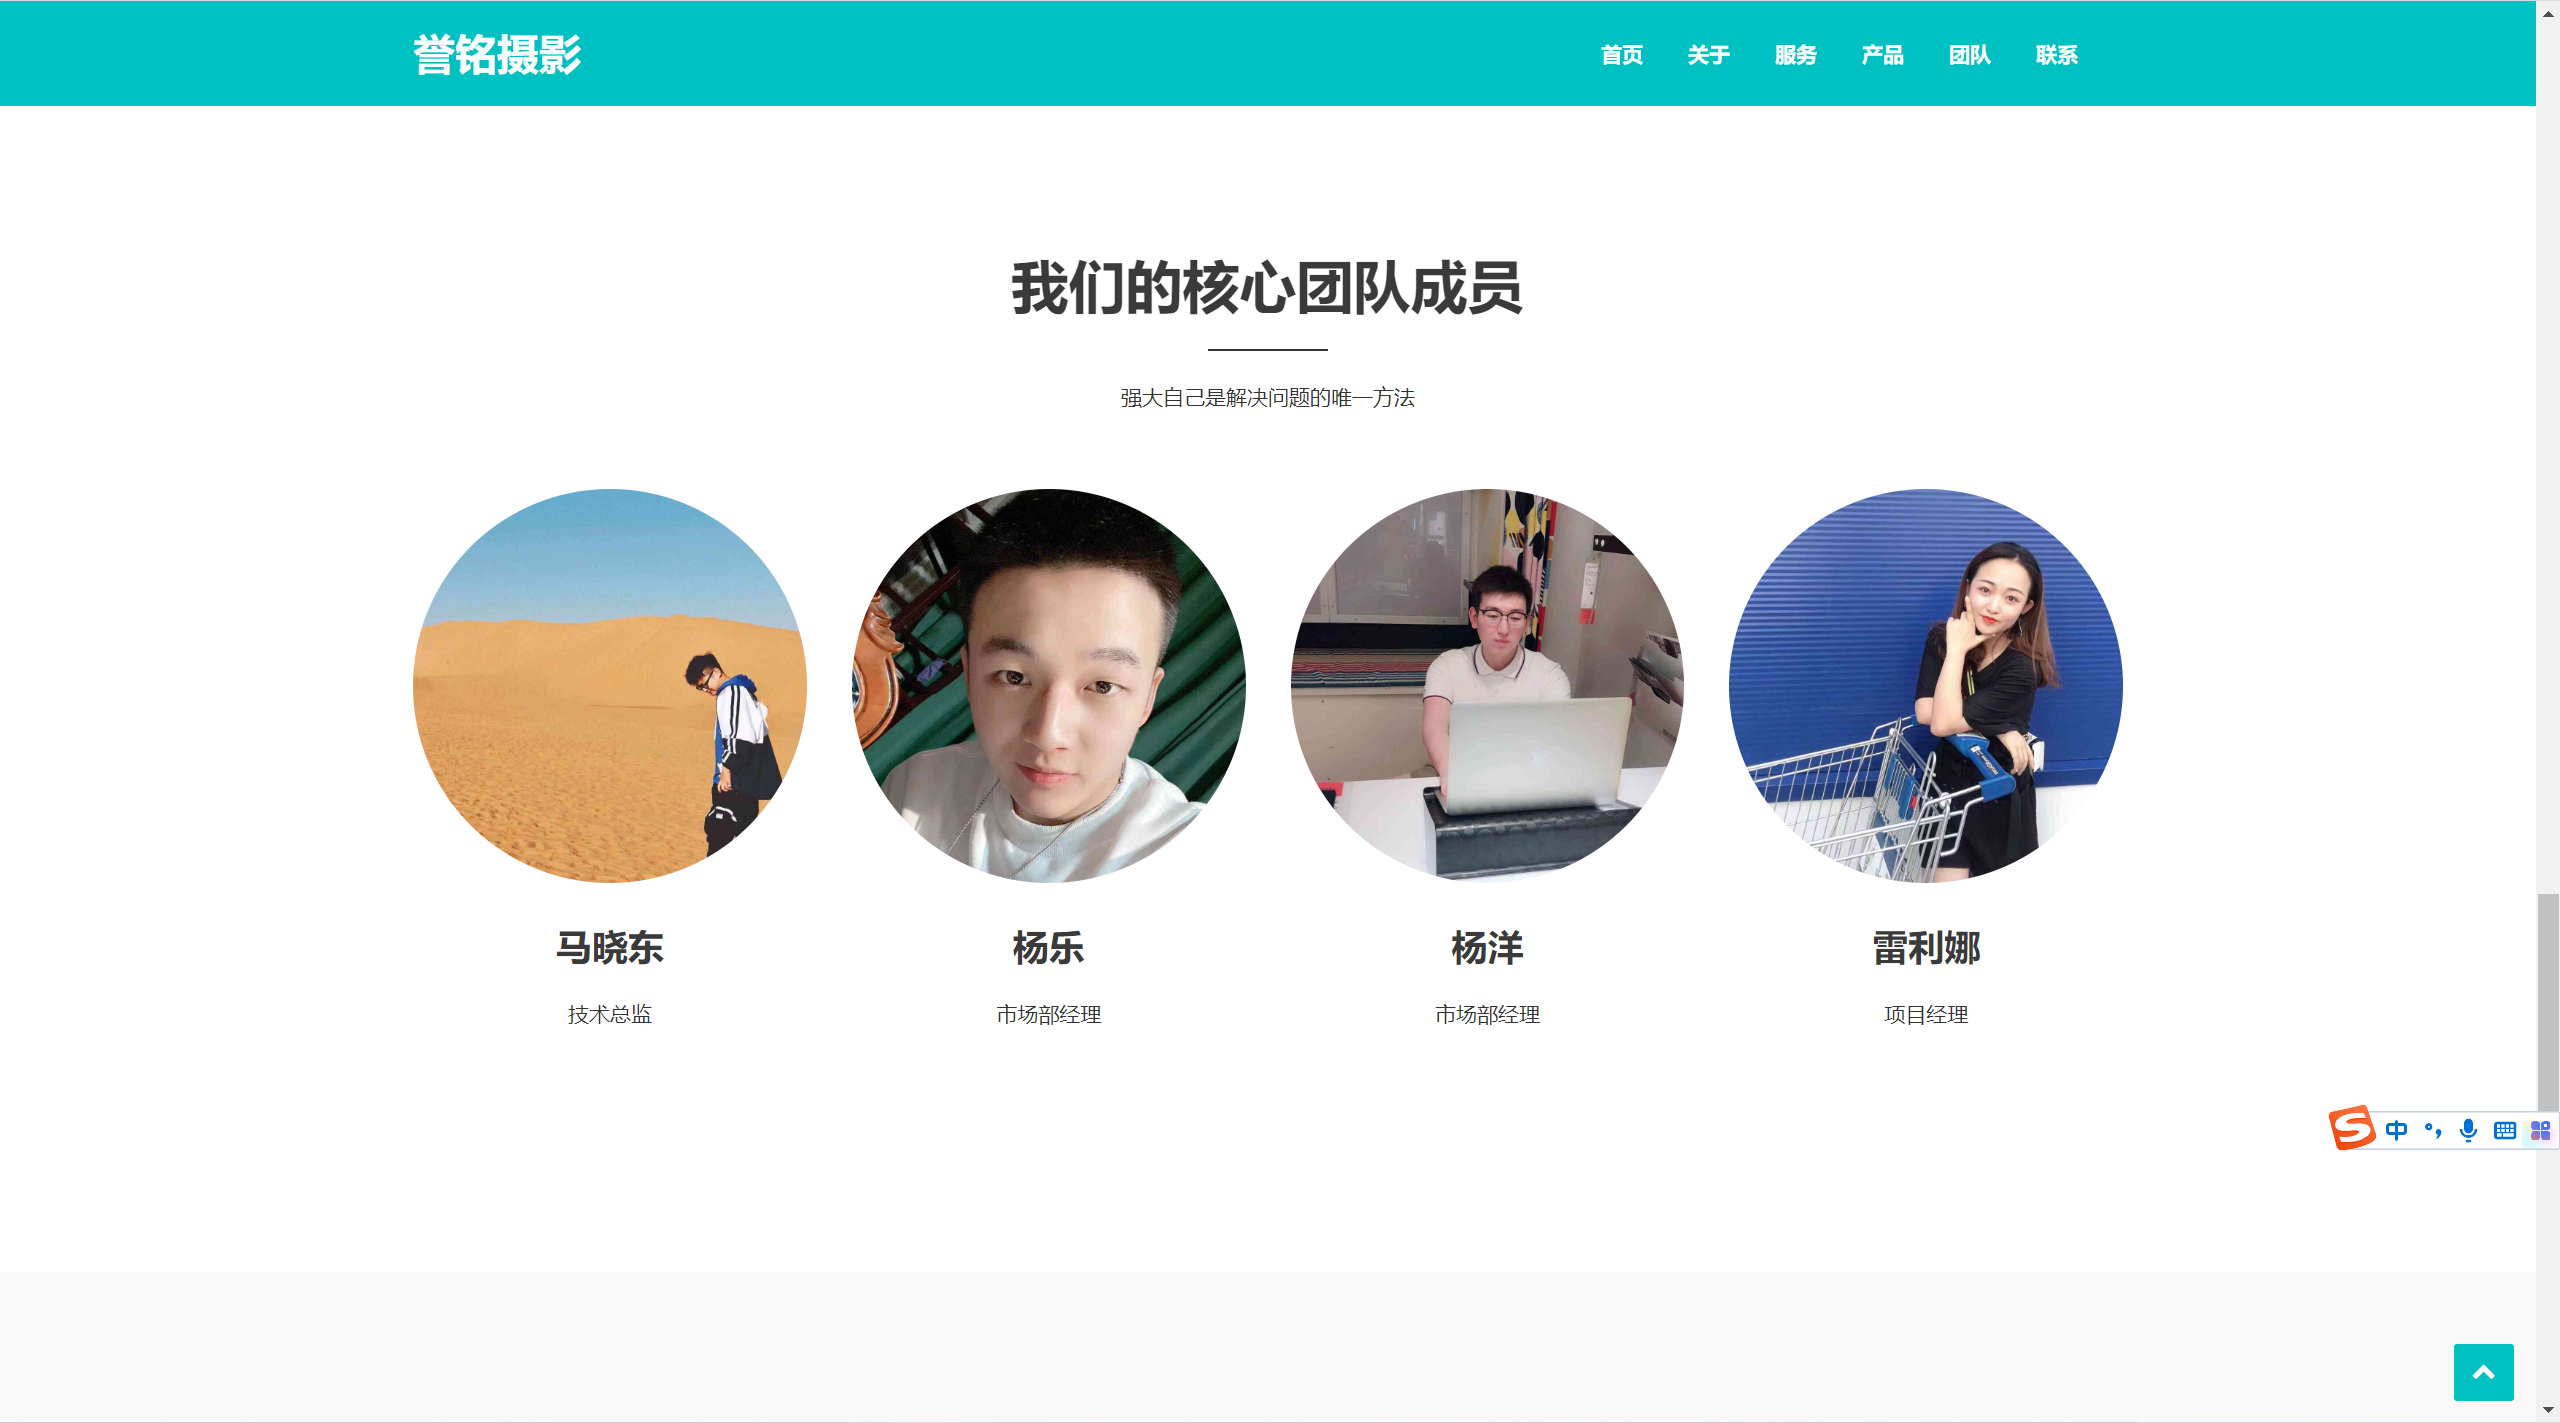 誉铭摄影
首页 关于 服务 产品 团队 联系
我们的核心团队成员
强大自己是解决问题的唯一方法
马晓东 杨乐 杨洋 雷利娜
技术总监 市场部经理 市场部经理 项目经理
S 中